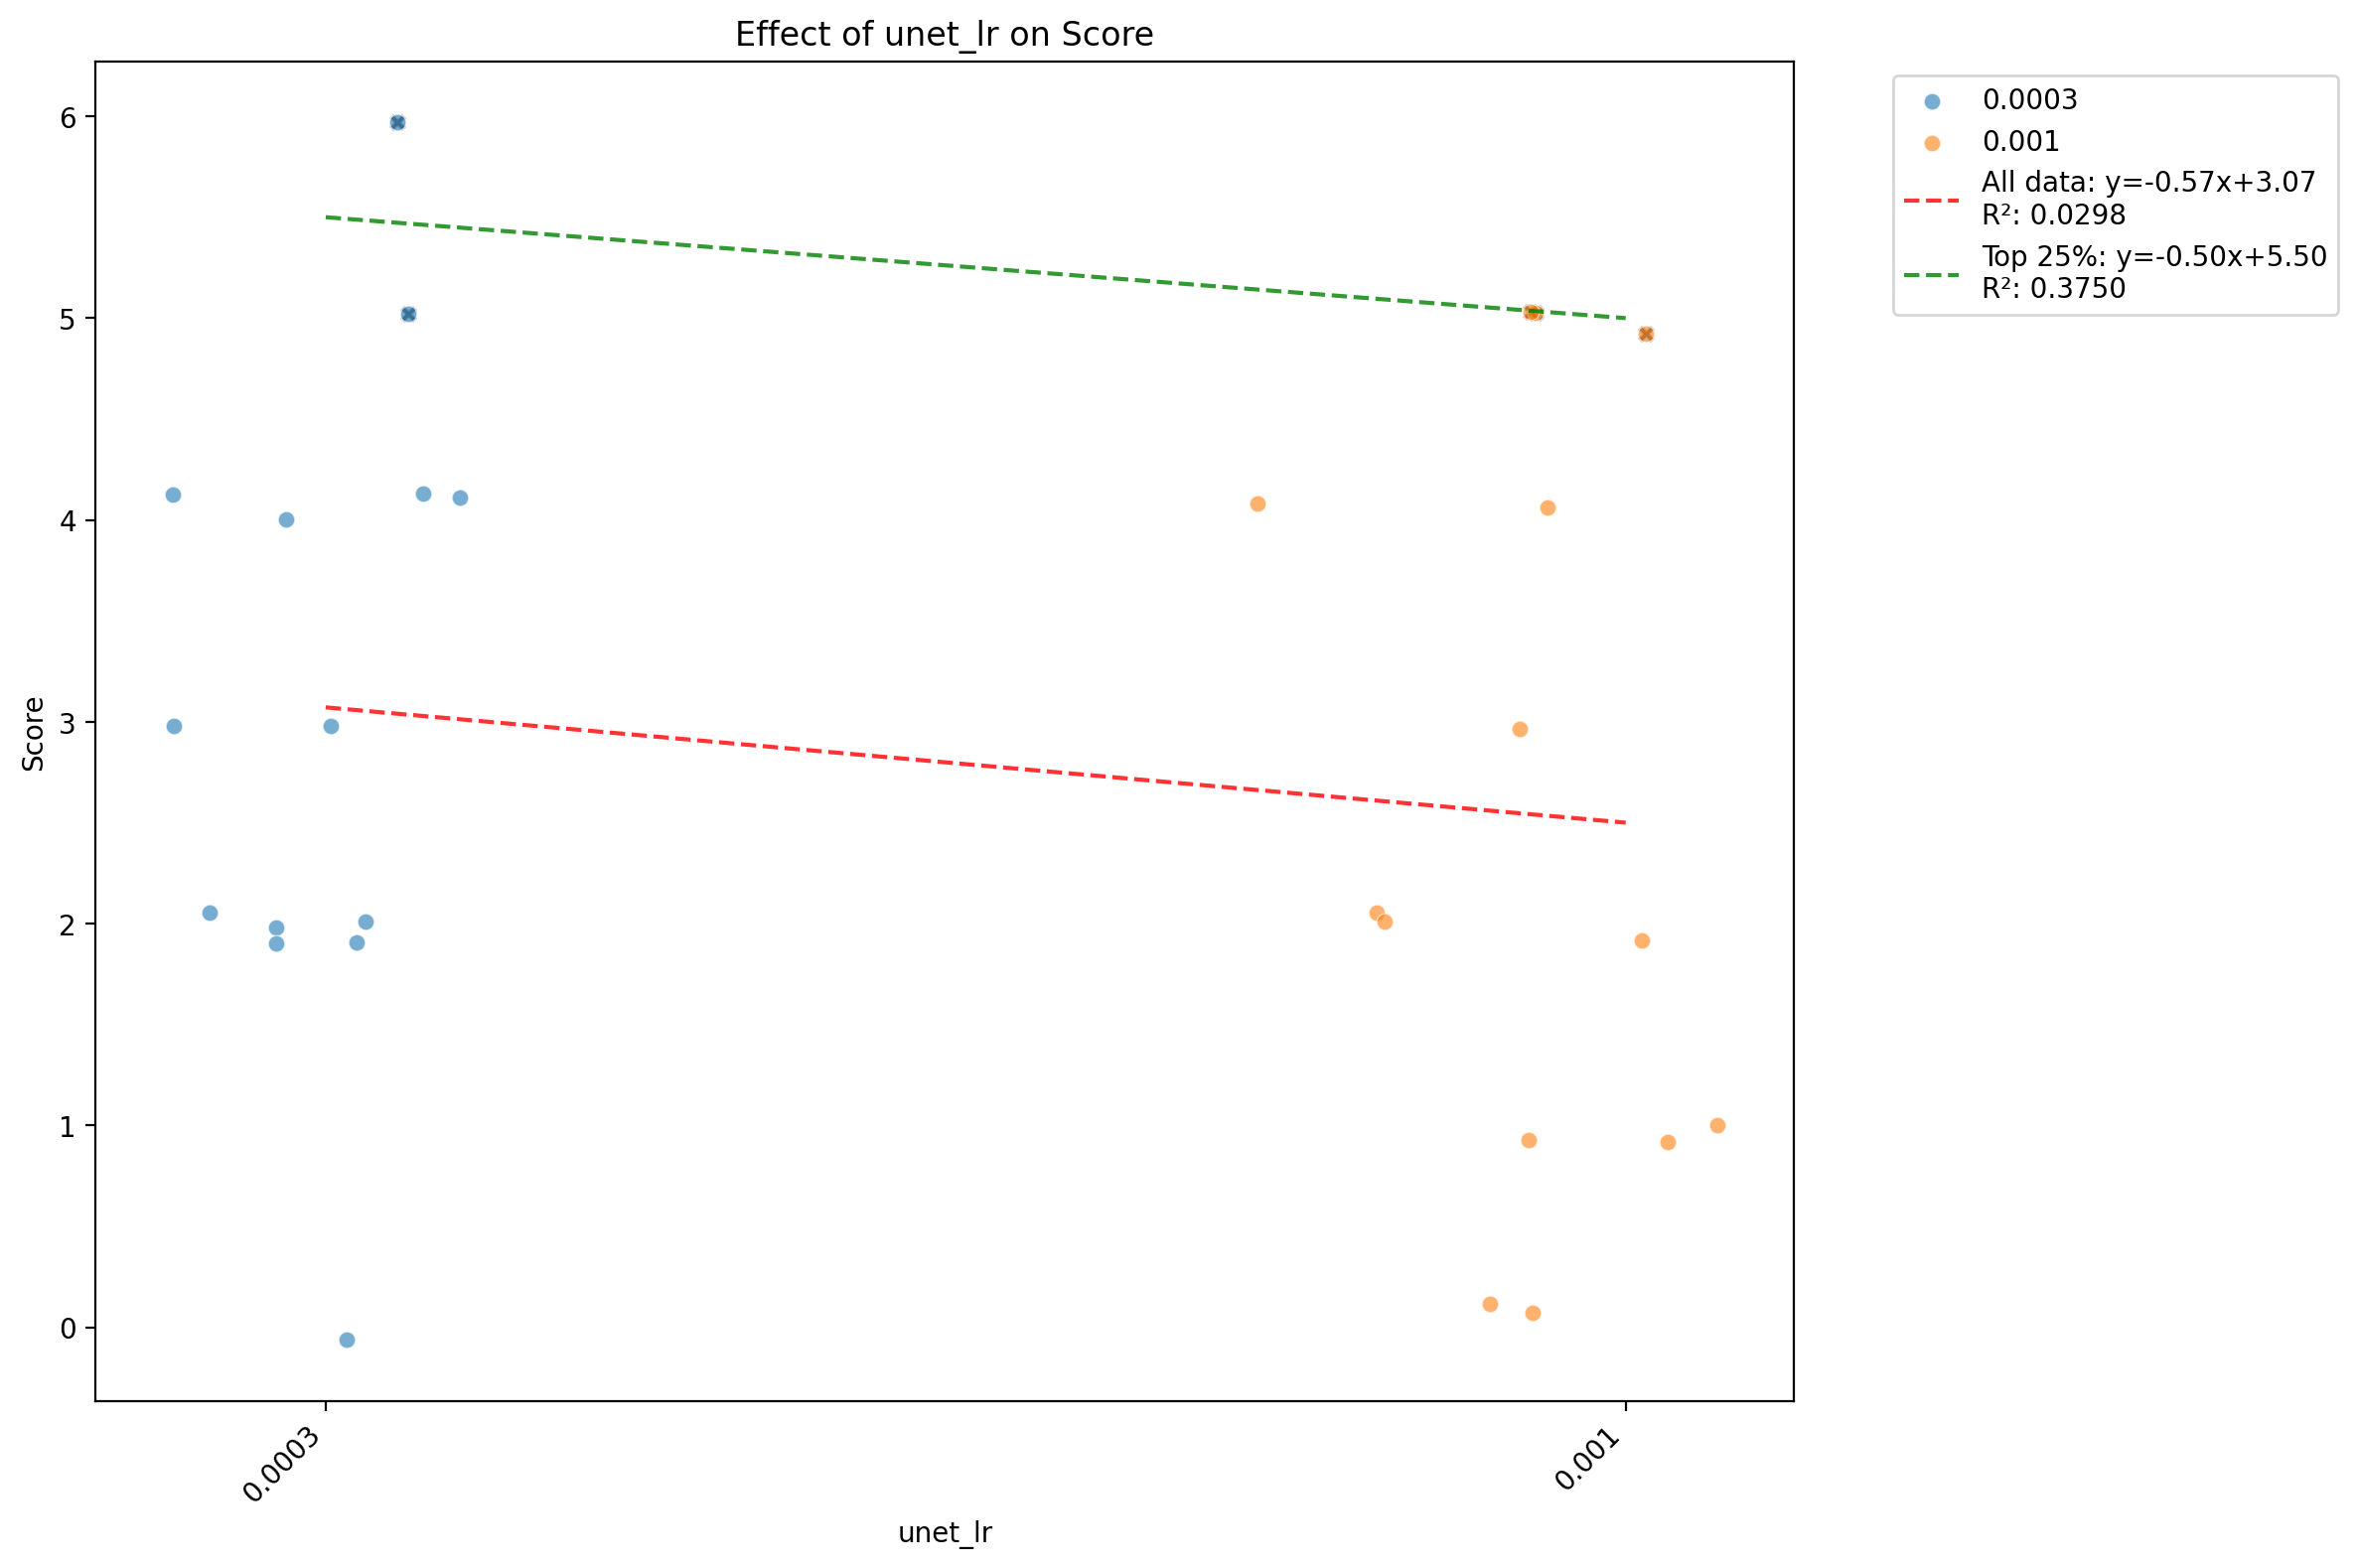 Effect of unet_lr on Score
6
5
4
3
2
1
0
Score
0.0003
0.001
unet_lr
0.0003
0.001
All data: y=-0.57x+3.07
R²: 0.0298
Top 25%: y=-0.50x+5.50
R²: 0.3750